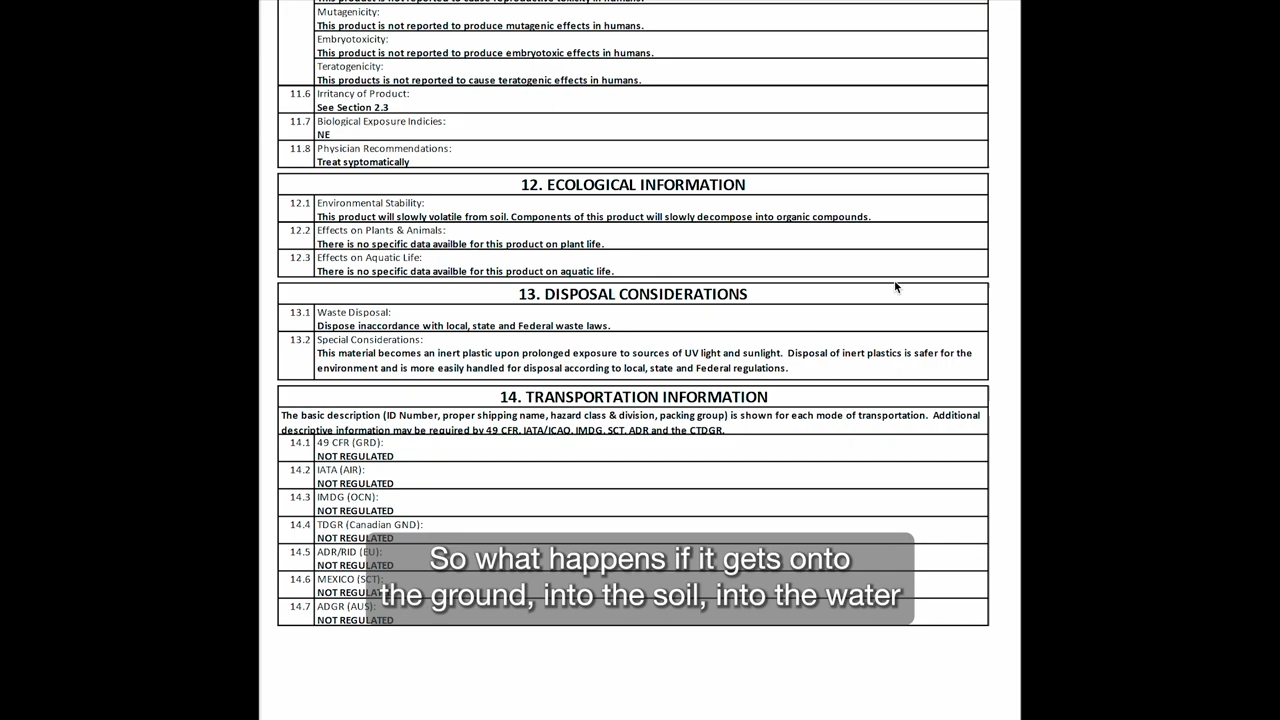 Mutagenicity:
This product is not reported to produce mutagenic effects in humans.
Embryotoxicity:
This product is not reported to produce embryotoxic effects in humans.
Teratogenicity:
This products is not reported to cause teratogenic effects in humans.
11.6 Irritancy of Product:
See Section 2.3
11.7 Biological Exposure Indicies:
NE
11.8 Physician Recommendations:
Treat syptomatically
12. ECOLOGICAL INFORMATION
12.1 Environmental Stability:
This product will slowly volatile from soil. Components of this product will slowly decompose into organic compounds.
12.2 Effects on Plants & Animals:
There is no specific data availble for this product on plant life.
12.3 Effects on Aquatic Life:
There is no specific data availble for this product on aquatic life.
13. DISPOSAL CONSIDERATIONS
13.1 Waste Disposal:
Dispose inaccordance with local, state and Federal waste laws.
13.2 Special Considerations:
This material becomes an inert plastic upon prolonged exposure to sources of UV light and sunlight. Disposal of inert plastics is safer for the
environment and is more easily handled for disposal according to local, state and Federal regulations.
14. TRANSPORTATION INFORMATION
The basic description (ID Number, proper shipping name, hazard class & division, packing group) is shown for each mode of transportation. Additional
descriptive information may be required by 49 CFR, IATA/ICAO, IMDG, SCT, ADR and the CTDGR.
14.1 49 CFR (GRD):
NOT REGULATED
14.2 IATA (AIR):
NOT REGULATED
14.3 IMDG (OCN):
NOT REGULATED
14.4 TDGR (Canadian GND):
NOT REGULATED
14.5 ADR/RID (EU):
NOT REGULATED
14.6 MEXICO (SCT):
NOT REGULATED
14.7 ADGR (AUS):
NOT REGULATED
So what happens if it gets onto
the ground, into the soil, into the water